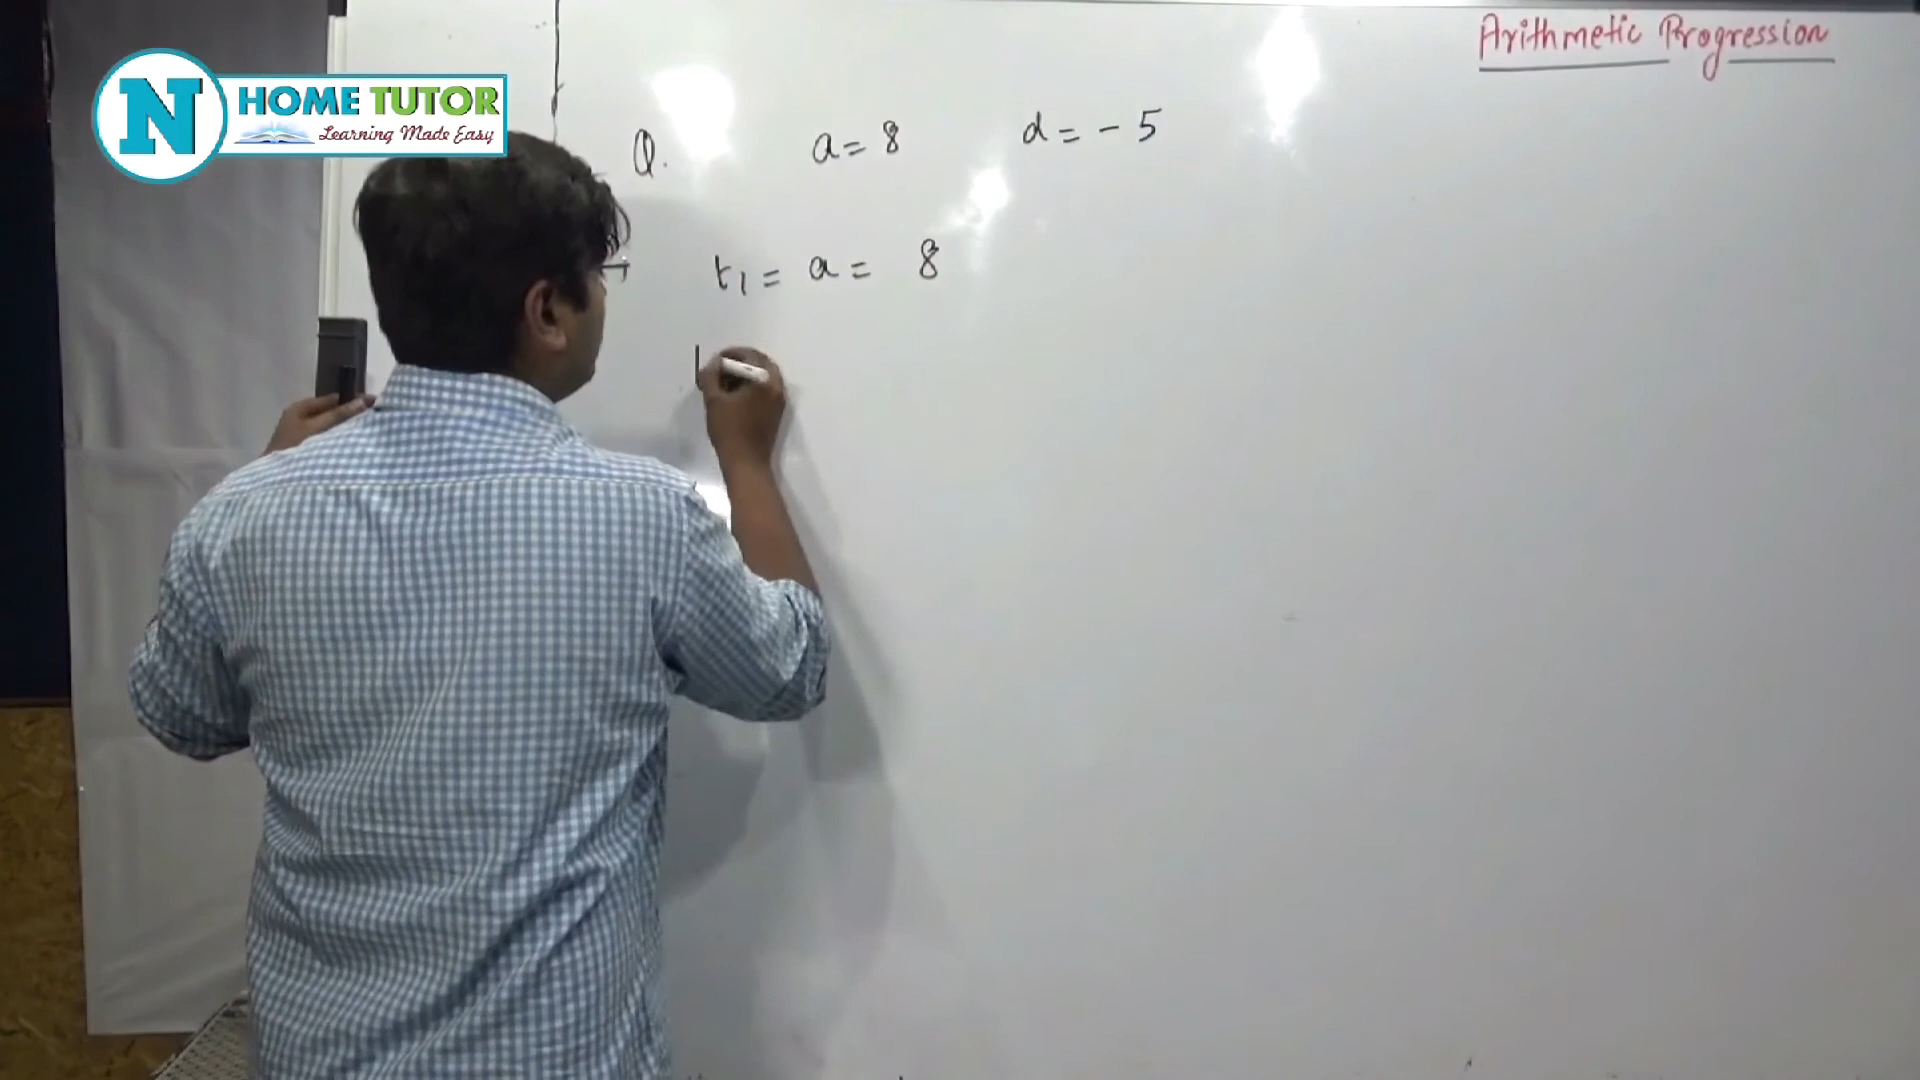 Arithmetic Progression
N HOME TUTOR
Learning Made Easy
Q. a = 8 d = - 5
t₁ = a = 8